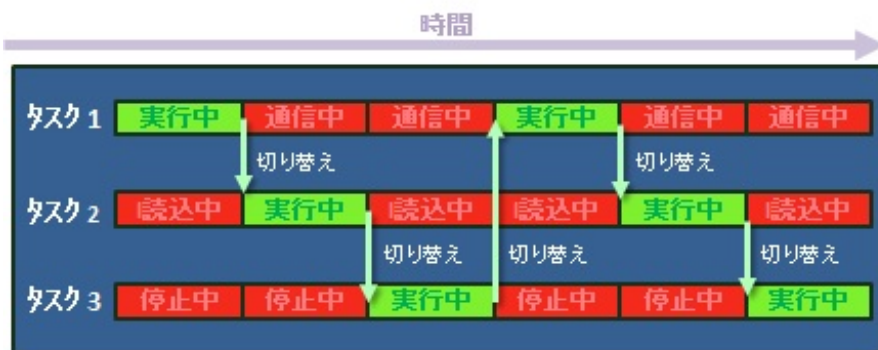 時間
タスク 1 実行中 通信中 通信中 実行中 通信中 通信中
切り替え 切り替え
タスク 2 読込中 実行中 読込中 読込中 実行中 読込中
切り替え 切り替え 切り替え
タスク 3 停止中 停止中 実行中 停止中 停止中 実行中